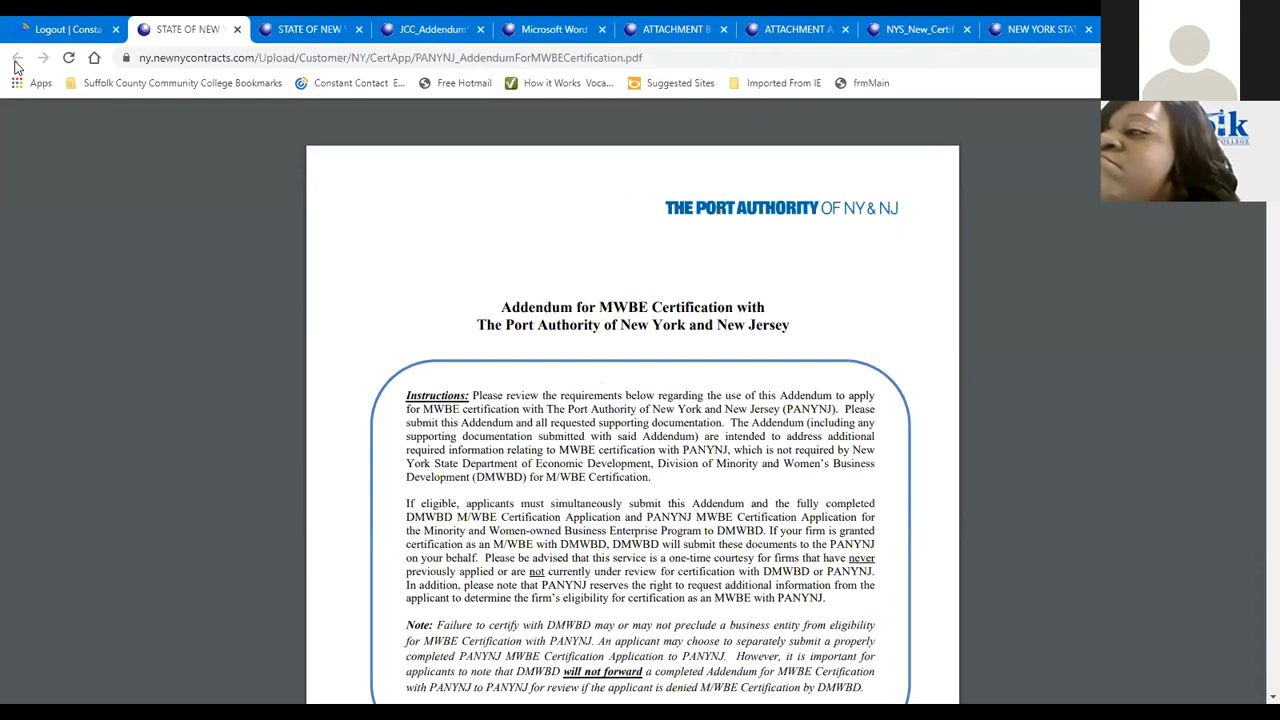 Logout | Consta
STATE OF NEW
STATE OF NEW
JCC_Addendum
Microsoft Word
ATTACHMENT B
ATTACHMENT A
NYS_New_Certif
NEW YORK STA
ny.newnycontracts.com/Upload/Customer/NY/CertApp/PANYNJ_AddendumForMWBECertification.pdf
Apps
Suffolk County Community College Bookmarks
Constant Contact E...
Free Hotmail
How it Works Voca...
Suggested Sites
Imported From IE
frmMain
COLLEGE
THE PORT AUTHORITY OF NY & NJ
Addendum for MWBE Certification with
The Port Authority of New York and New Jersey
Instructions: Please review the requirements below regarding the use of this Addendum to apply
for MWBE certification with The Port Authority of New York and New Jersey (PANYNJ). Please
submit this Addendum and all requested supporting documentation. The Addendum (including any
supporting documentation submitted with said Addendum) are intended to address additional
required information relating to MWBE certification with PANYNJ, which is not required by New
York State Department of Economic Development, Division of Minority and Women's Business
Development (DMWBD) for M/WBE Certification.
If eligible, applicants must simultaneously submit this Addendum and the fully completed
DMWBD M/WBE Certification Application and PANYNJ MWBE Certification Application for
the Minority and Women-owned Business Enterprise Program to DMWBD. If your firm is granted
certification as an M/WBE with DMWBD, DMWBD will submit these documents to the PANYNJ
on your behalf. Please be advised that this service is a one-time courtesy for firms that have never
previously applied or are not currently under review for certification with DMWBD or PANYNJ.
In addition, please note that PANYNJ reserves the right to request additional information from the
applicant to determine the firm's eligibility for certification as an MWBE with PANYNJ.
Note: Failure to certify with DMWBD may or may not preclude a business entity from eligibility
for MWBE Certification with PANYNJ. An applicant may choose to separately submit a properly
completed PANYNJ MWBE Certification Application to PANYNJ. However, it is important for
applicants to note that DMWBD will not forward a completed Addendum for MWBE Certification
with PANYNJ to PANYNJ for review if the applicant is denied M/WBE Certification by DMWBD.